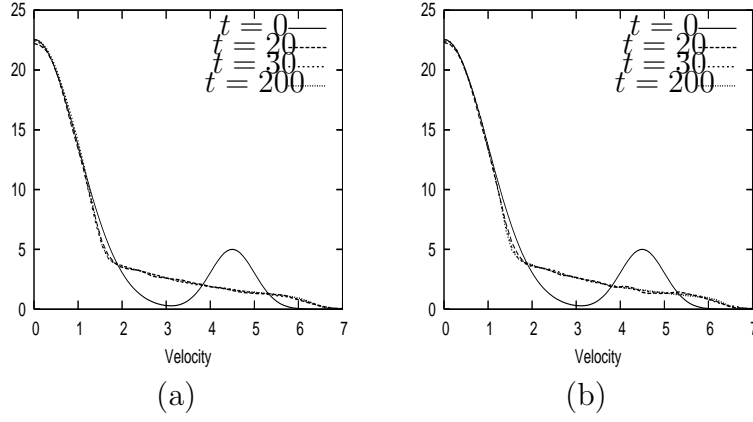 25
20
15
10
5
0
0 1 2 3 4 5 6 7
Velocity
t = 0
t = 20
t = 30
t = 200
(a)
25
20
15
10
5
0
0 1 2 3 4 5 6 7
Velocity
t = 0
t = 20
t = 30
t = 200
(b)